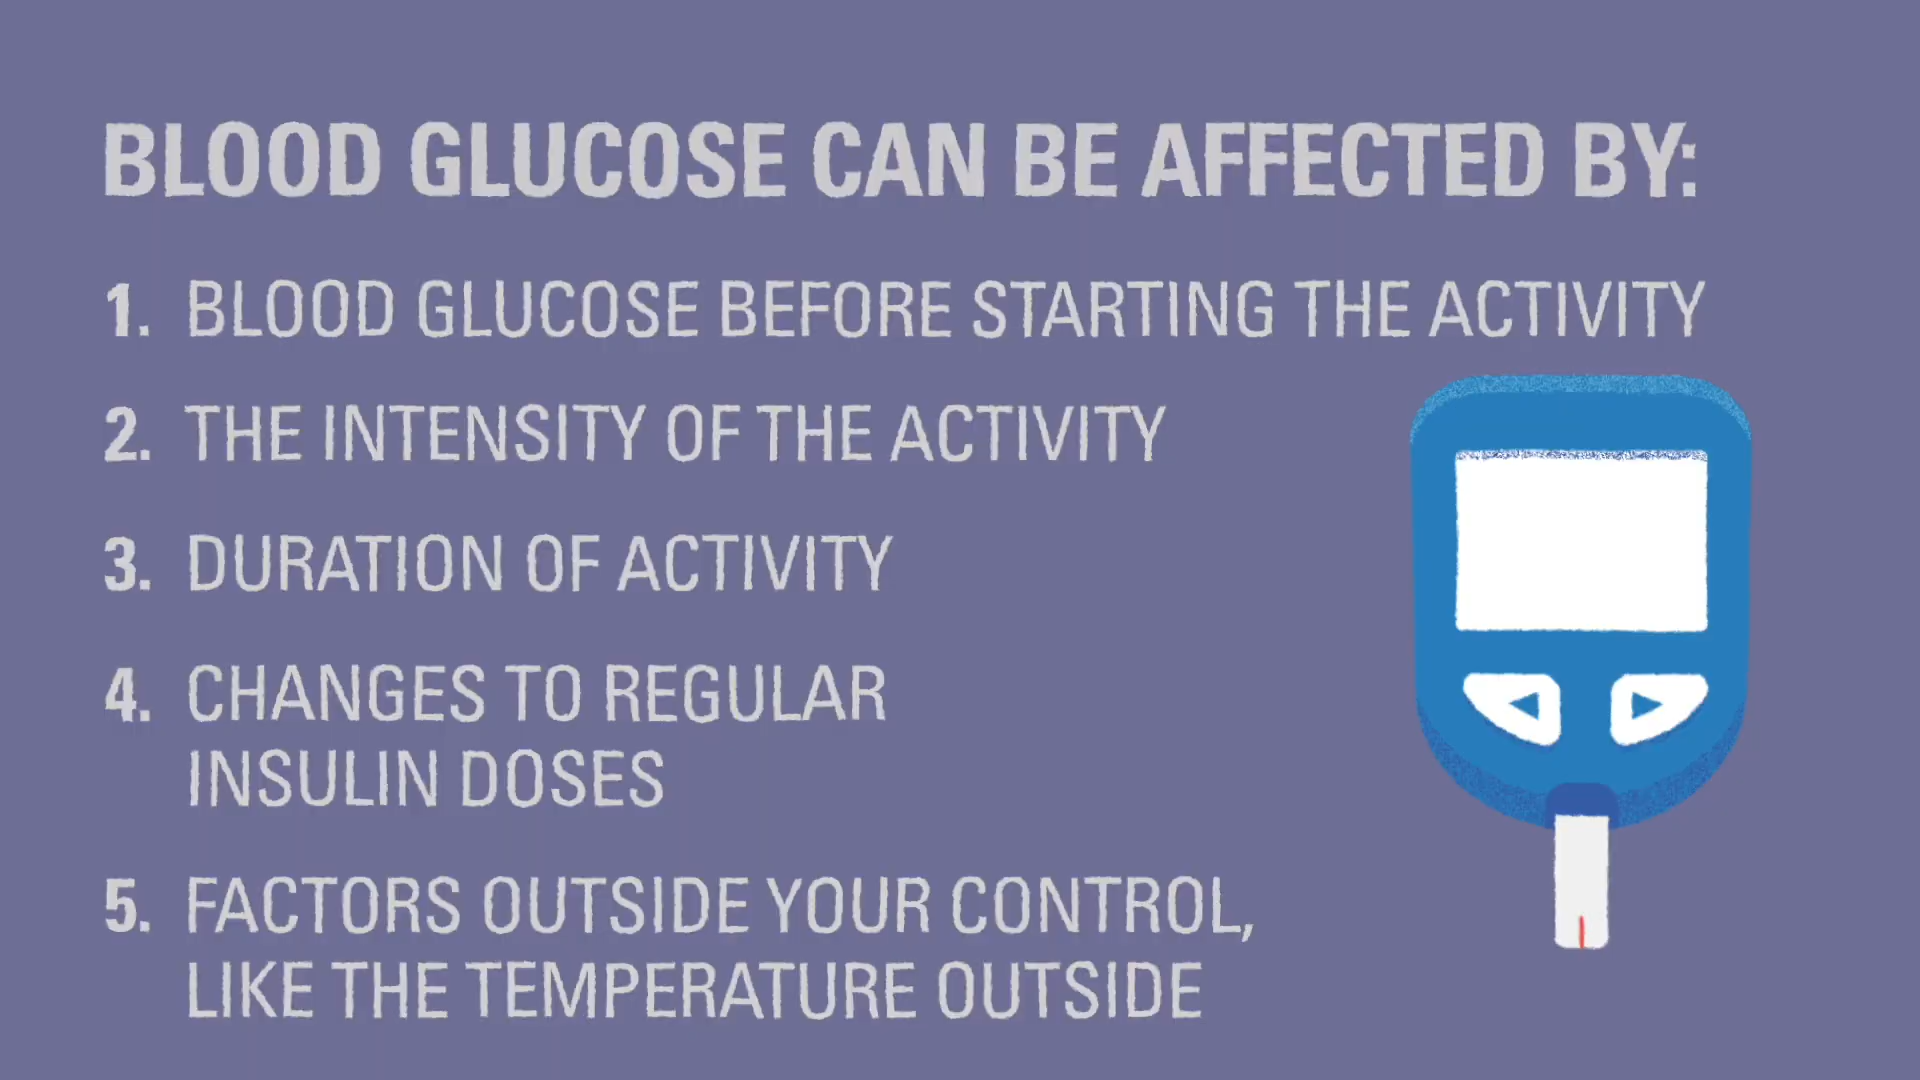 BLOOD GLUCOSE CAN BE AFFECTED BY:
1. BLOOD GLUCOSE BEFORE STARTING THE ACTIVITY
2. THE INTENSITY OF THE ACTIVITY
3. DURATION OF ACTIVITY
4. CHANGES TO REGULAR
INSULIN DOSES
5. FACTORS OUTSIDE YOUR CONTROL,
LIKE THE TEMPERATURE OUTSIDE